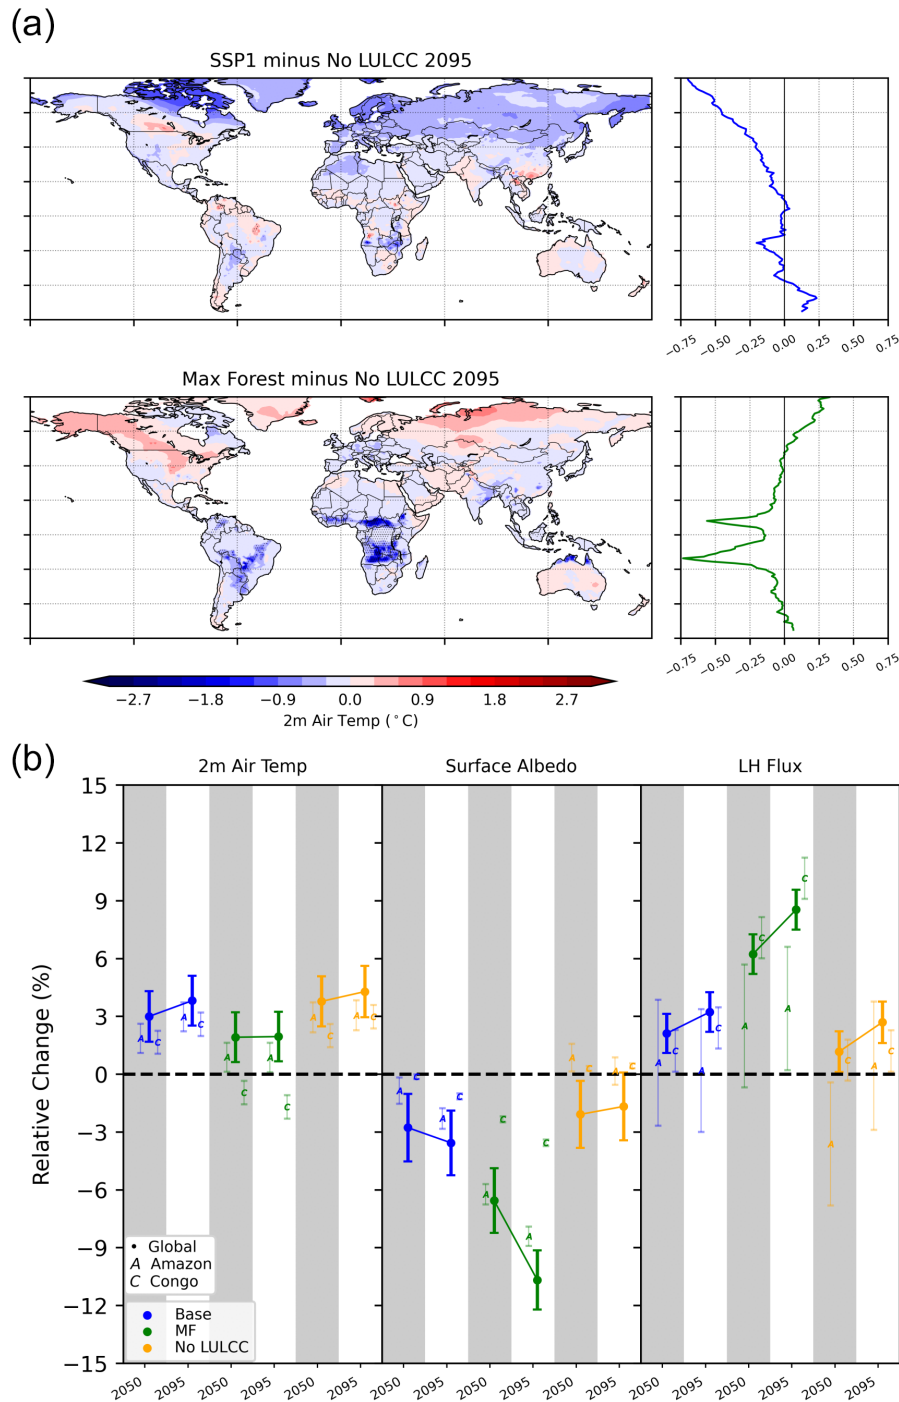 (a)
SSP1 minus No LULCC 2095
−0.75 −0.50 −0.25 0.00 0.25 0.50 0.75
Max Forest minus No LULCC 2095
−0.75 −0.50 −0.25 0.00 0.25 0.50 0.75
−2.7 −1.8 −0.9 0.0 0.9 1.8 2.7
2m Air Temp (°C)
(b)
2m Air Temp Surface Albedo LH Flux
Relative Change (%)
15
12
9
6
3
0
−3
−6
−9
−12
−15
A C A C A C A C A C A C
A C A C A C A C A C A C
A C A C A C A C A C A C
Global
A Amazon
C Congo
Base
MF
No LULCC
2050 2095 2050 2095 2050 2095 2050 2095 2050 2095 2050 2095 2050 2095 2050 2095 2050 2095